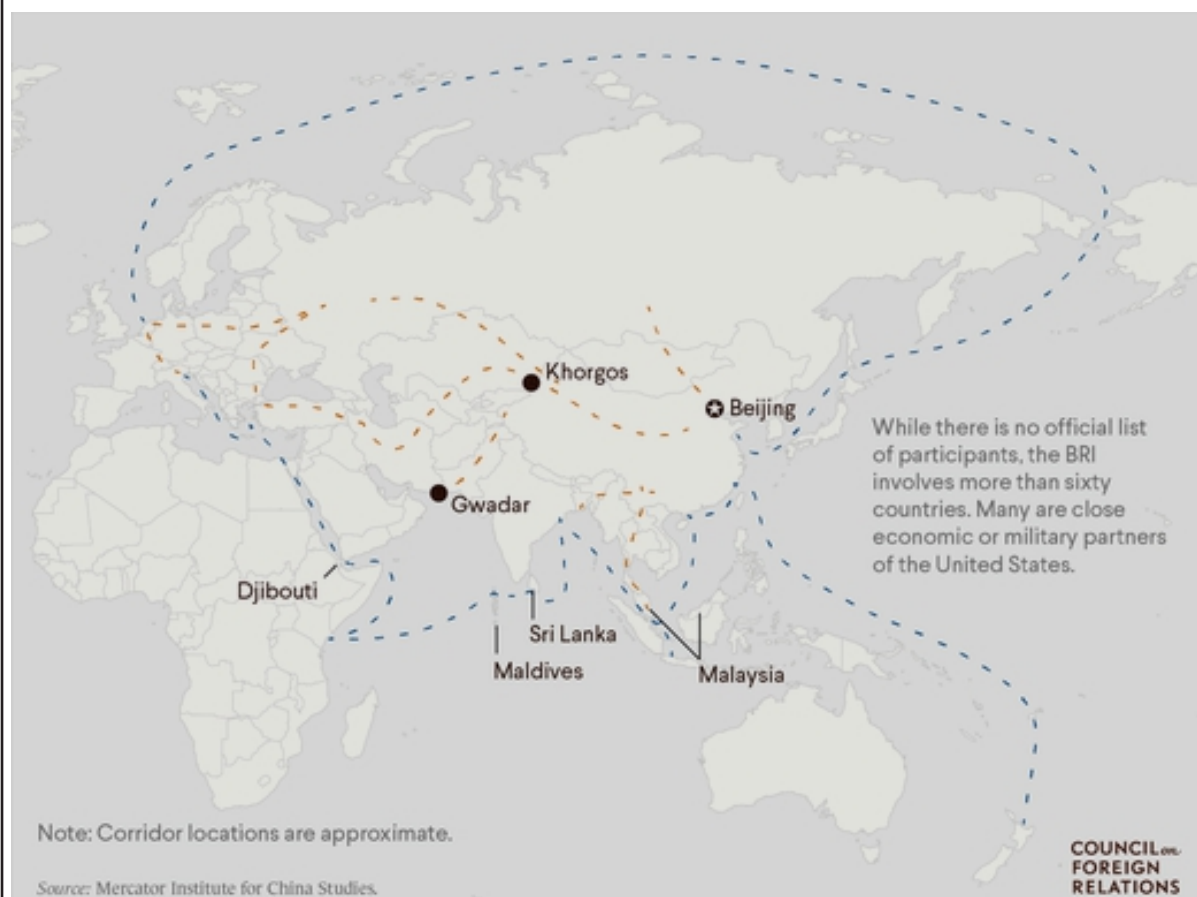 Khorgos
Beijing
While there is no official list
of participants, the BRI
involves more than sixty
countries. Many are close
economic or military partners
of the United States.
Gwadar
Djibouti
Sri Lanka
Maldives
Malaysia
Note: Corridor locations are approximate.
Source: Mercator Institute for China Studies.
COUNCIL on
FOREIGN
RELATIONS